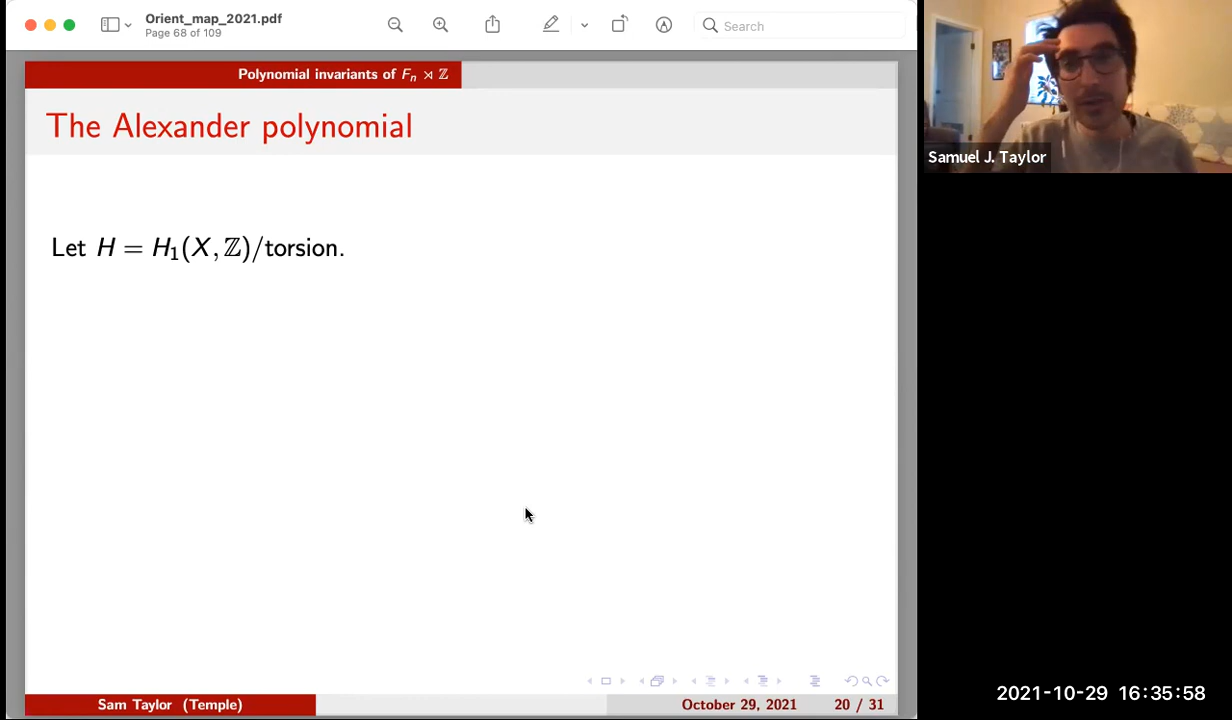 Orient_map_2021.pdf
Page 68 of 109
Search
Polynomial invariants of Fₙ ⋊ ℤ
The Alexander polynomial
Let H = H₁(X, ℤ)/torsion.
Sam Taylor (Temple)
October 29, 2021
20 / 31
Samuel J. Taylor
2021-10-29 16:35:58